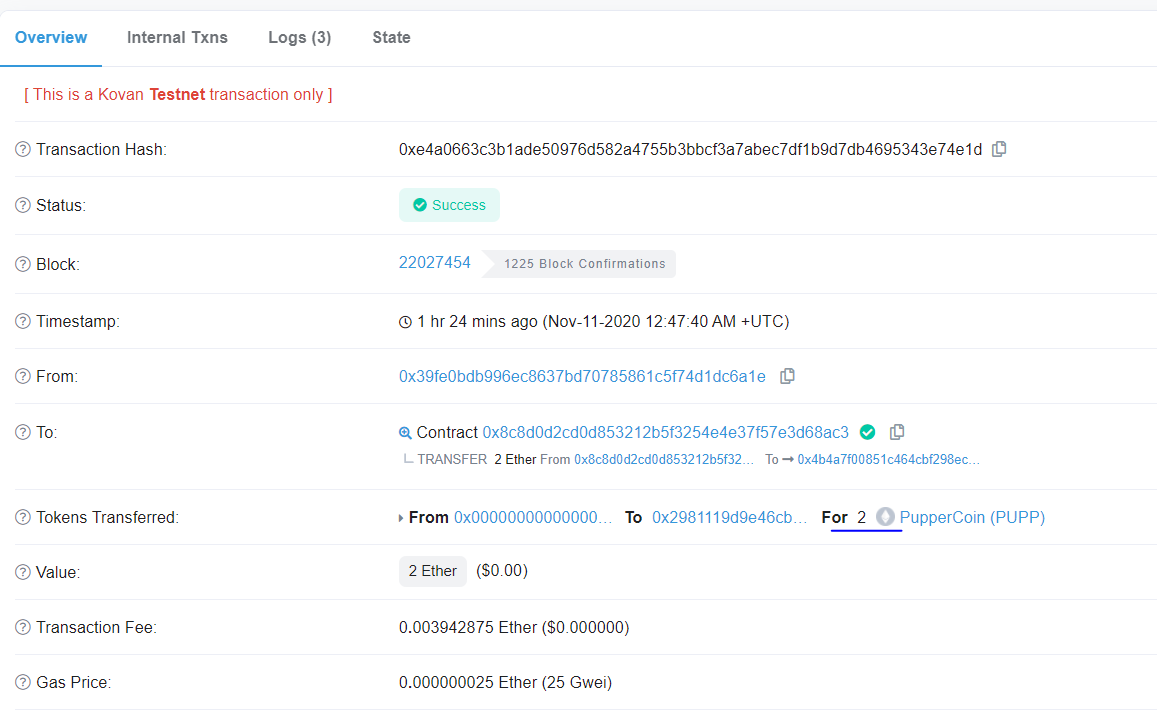 Overview Internal Txns Logs (3) State
[ This is a Kovan Testnet transaction only ]
Transaction Hash: 0xe4a0663c3b1ade50976d582a4755b3bbcf3a7abec7df1b9d7db4695343e74e1d
Status: Success
Block: 22027454 1225 Block Confirmations
Timestamp: 1 hr 24 mins ago (Nov-11-2020 12:47:40 AM +UTC)
From: 0x39fe0bdb996ec8637bd70785861c5f74d1dc6a1e
To: Contract 0x8c8d0d2cd0d853212b5f3254e4e37f57e3d68ac3
TRANSFER 2 Ether From 0x8c8d0d2cd0d853212b5f32... To 0x4b4a7f00851c464cbf298ec...
Tokens Transferred: From 0x00000000000000... To 0x2981119d9e46cb... For 2 PupperCoin (PUPP)
Value: 2 Ether ($0.00)
Transaction Fee: 0.003942875 Ether ($0.000000)
Gas Price: 0.000000025 Ether (25 Gwei)